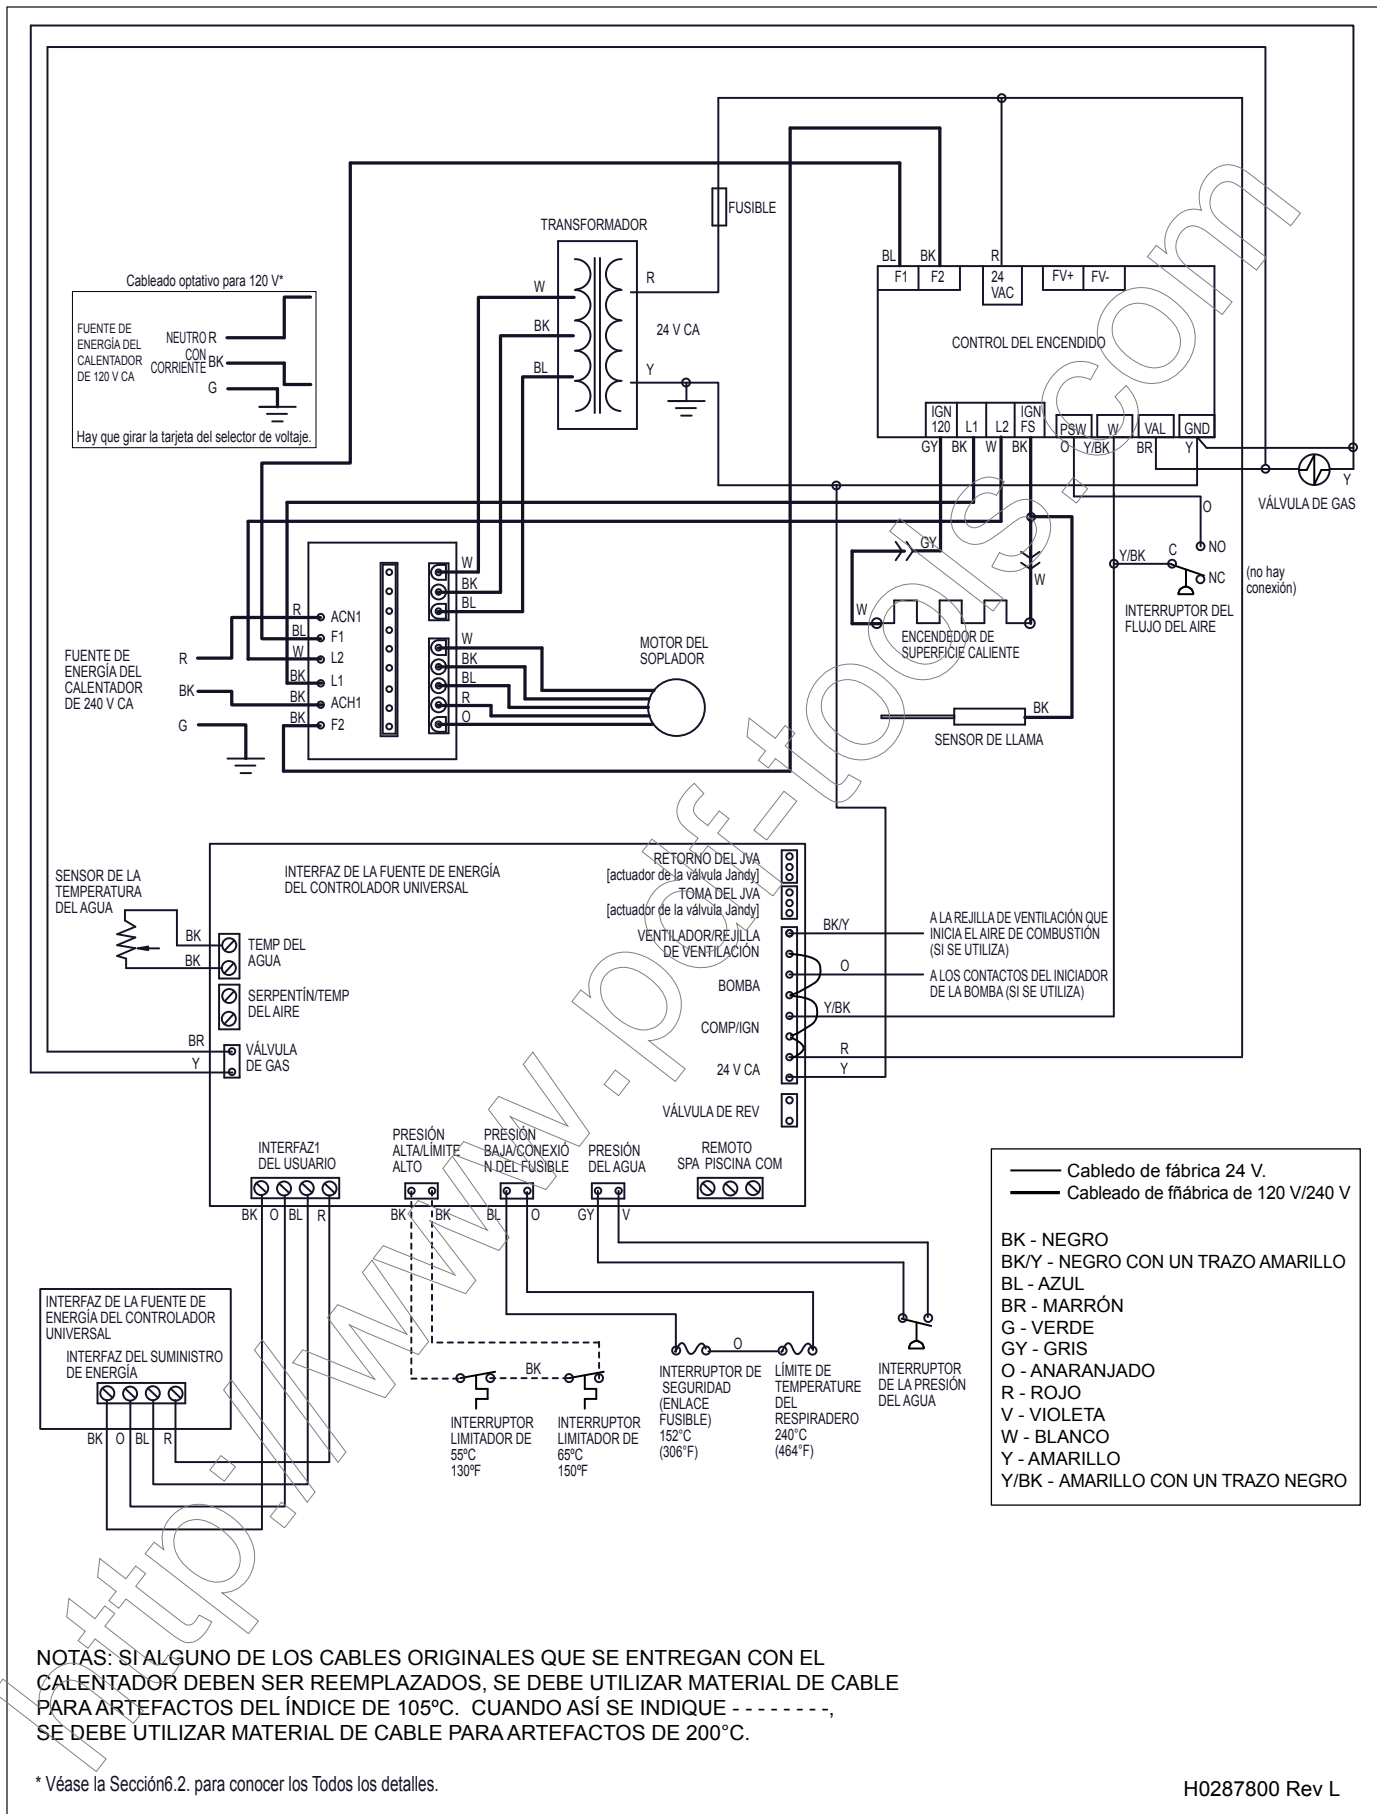 FUSIBLE
TRANSFORMADOR
W
BK
BL
R
24 V CA
Y
Cableado optativo para 120 V*
FUENTE DE
ENERGÍA DEL
CALENTADOR
DE 120 V CA
NEUTRO R
CON
CORRIENTE BK
G
Hay que girar la tarjeta del selector de voltaje.
BL
BK
R
F1
F2
24
VAC
FV+
FV-
CONTROL DEL ENCENDIDO
IGN
120
L1
L2
IGN
FS
PSW
W
VAL
GND
GY
BK
W
BK
O
Y/BK
BR
Y
Y
VÁLVULA DE GAS
O
NO
C
NC
(no hay
conexión)
Y/BK
INTERRUPTOR DEL
FLUJO DEL AIRE
GY
W
W
ENCENDEDOR DE
SUPERFICIE CALIENTE
BK
SENSOR DE LLAMA
FUENTE DE
ENERGÍA DEL
CALENTADOR
DE 240 V CA
R
BK
G
R
ACN1
BL
F1
W
L2
BK
L1
BK
ACH1
BK
F2
W
BK
BL
W
BK
BL
R
O
MOTOR DEL
SOPLADOR
SENSOR DE LA
TEMPERATURA
DEL AGUA
INTERFAZ DE LA FUENTE DE ENERGÍA
DEL CONTROLADOR UNIVERSAL
BK
BK
TEMP DEL
AGUA
SERPENTÍN/TEMP
DEL AIRE
BR
Y
VÁLVULA
DE GAS
RETORNO DEL JVA
[actuador de la válvula Jandy]
TOMA DEL JVA
[actuador de la válvula Jandy]
VENTILADOR/REJILLA
DE VENTILACIÓN
BOMBA
COMP/IGN
24 V CA
VÁLVULA DE REV
BK/Y
O
Y/BK
R
Y
A LA REJILLA DE VENTILACIÓN QUE
INICIA EL AIRE DE COMBUSTIÓN
(SI SE UTILIZA)
A LOS CONTACTOS DEL INICIADOR
DE LA BOMBA (SI SE UTILIZA)
INTERFAZ1
DEL USUARIO
PRESIÓN
ALTA/LÍMITE
ALTO
PRESIÓN
BAJA/CONEXIÓ
N DEL FUSIBLE
PRESIÓN
DEL AGUA
REMOTO
SPA PISCINA COM
BK
O
BL
R
BK
BK
BL
O
GY
V
INTERFAZ DE LA FUENTE DE
ENERGÍA DEL CONTROLADOR
UNIVERSAL
INTERFAZ DEL SUMINISTRO
DE ENERGÍA
BK
O
BL
R
BK
INTERRUPTOR
LIMITADOR DE
55ºC
130ºF
INTERRUPTOR
LIMITADOR DE
65ºC
150ºF
O
INTERRUPTOR DE
SEGURIDAD
(ENLACE
FUSIBLE)
152°C
(306°F)
LÍMITE DE
TEMPERATURE
DEL
RESPIRADERO
240°C
(464°F)
INTERRUPTOR
DE LA PRESIÓN
DEL AGUA
Cabledo de fábrica 24 V.
Cableado de fñábrica de 120 V/240 V
BK - NEGRO
BK/Y - NEGRO CON UN TRAZO AMARILLO
BL - AZUL
BR - MARRÓN
G - VERDE
GY - GRIS
O - ANARANJADO
R - ROJO
V - VIOLETA
W - BLANCO
Y - AMARILLO
Y/BK - AMARILLO CON UN TRAZO NEGRO
NOTAS: SI ALGUNO DE LOS CABLES ORIGINALES QUE SE ENTREGAN CON EL
CALENTADOR DEBEN SER REEMPLAZADOS, SE DEBE UTILIZAR MATERIAL DE CABLE
PARA ARTEFACTOS DEL ÍNDICE DE 105ºC. CUANDO ASÍ SE INDIQUE - - - - - - - -,
SE DEBE UTILIZAR MATERIAL DE CABLE PARA ARTEFACTOS DE 200°C.
* Véase la Sección6.2. para conocer los Todos los detalles.
H0287800 Rev L
http://www.pdf-tools.com